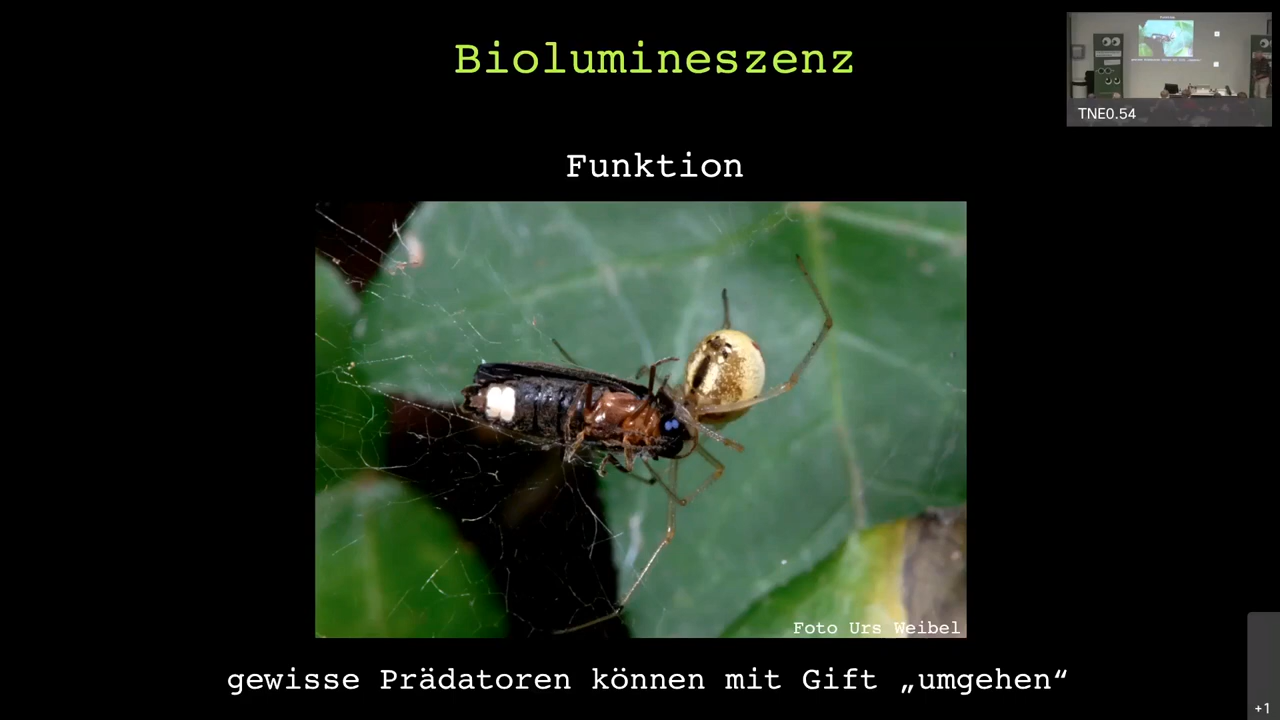 Biolumineszenz
TNE0.54
Funktion
Foto Urs Weibel
gewisse Prädatoren können mit Gift „umgehen“
+1